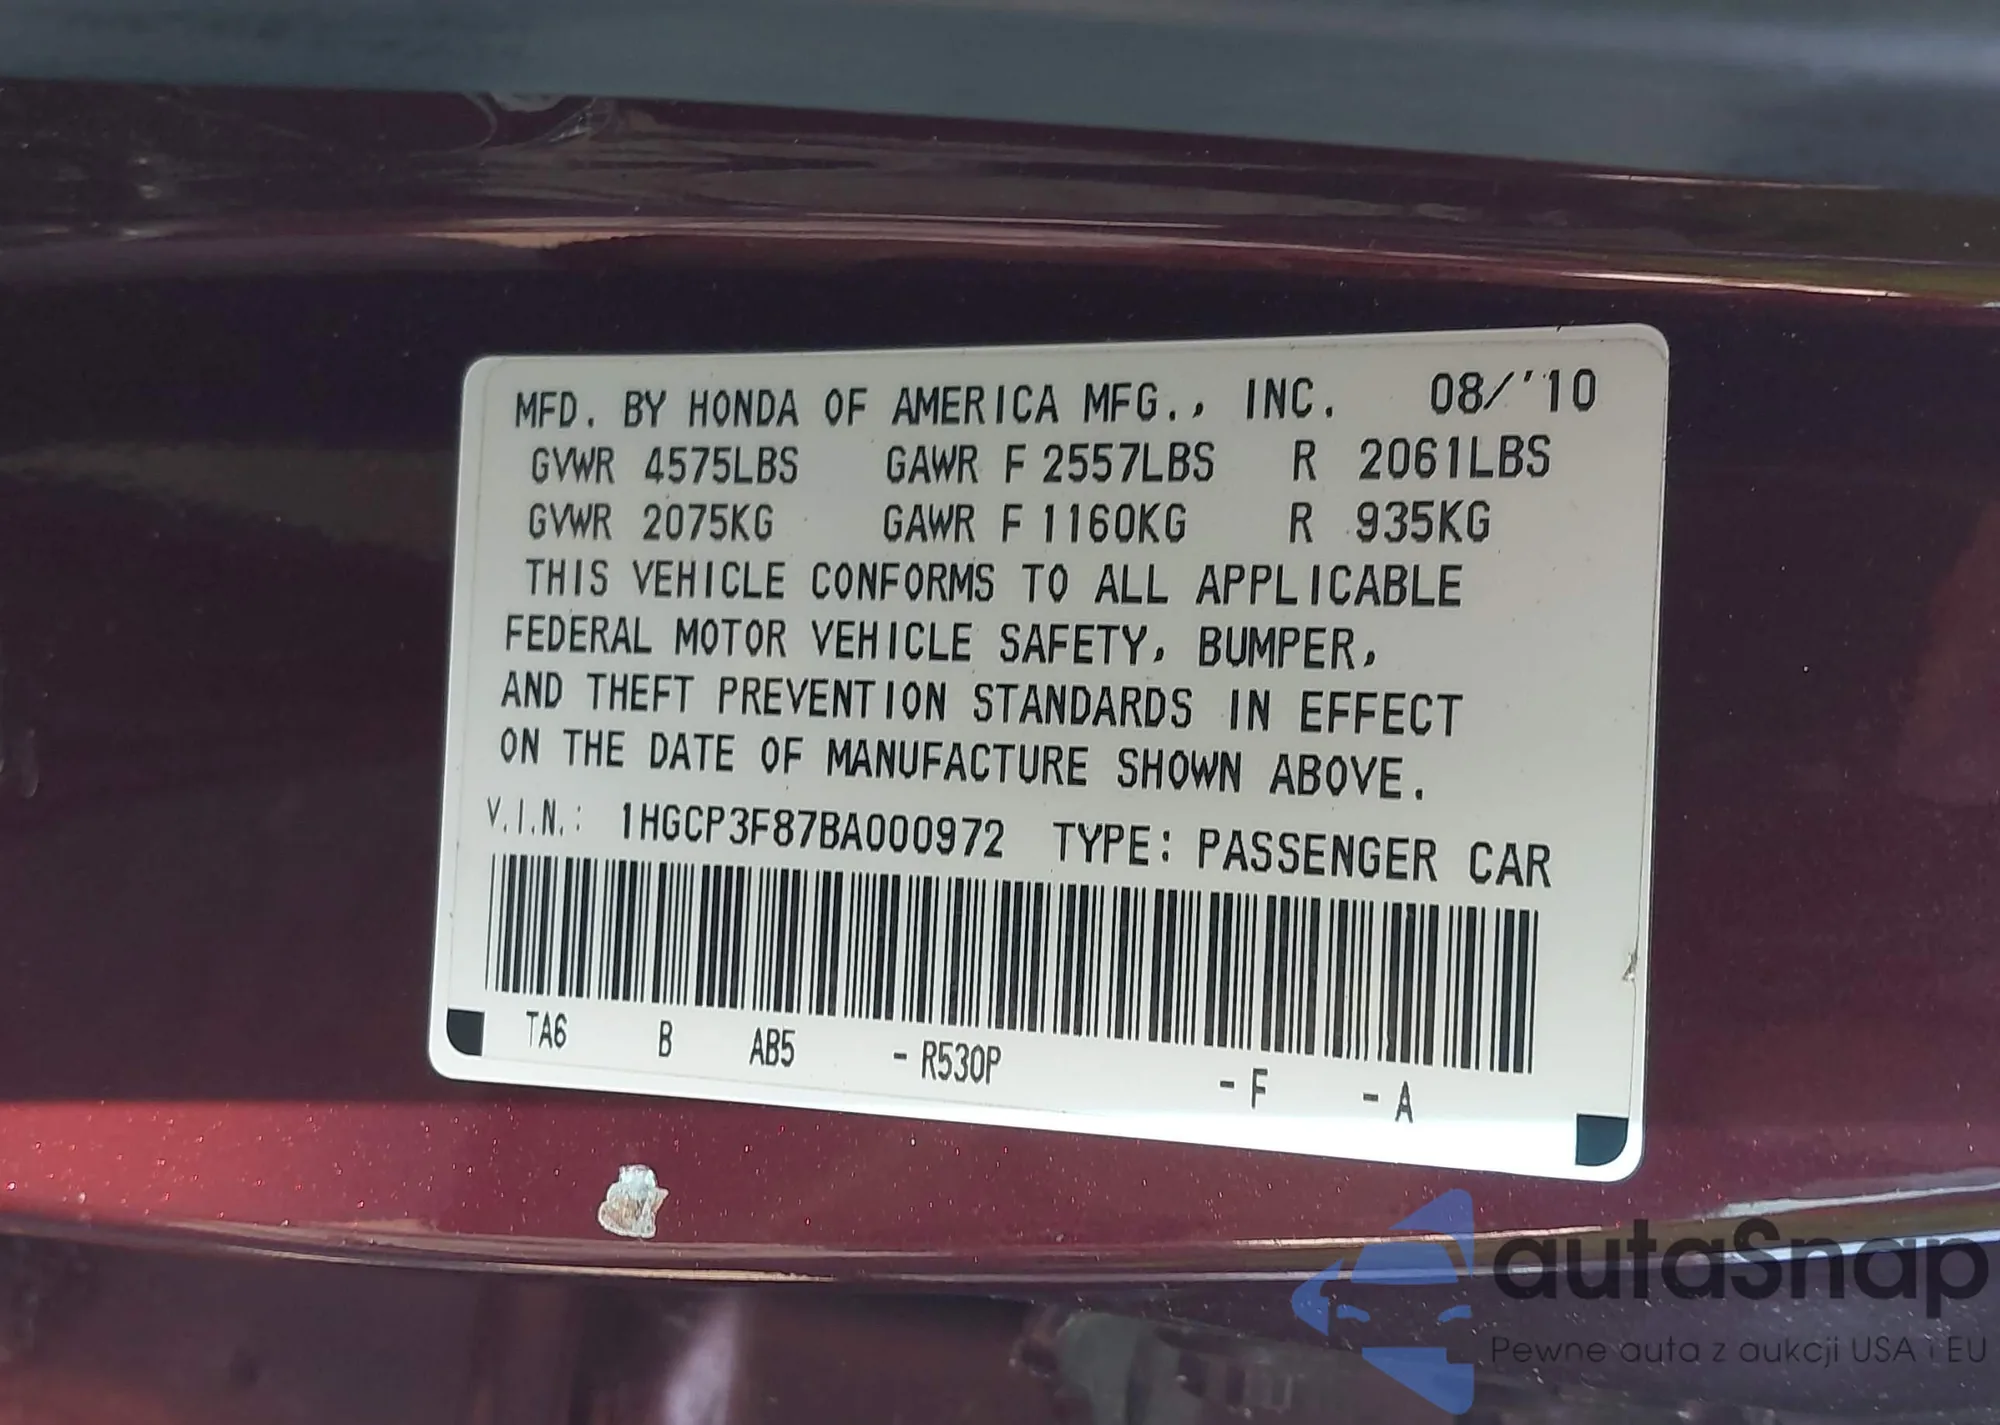 MFD. BY HONDA OF AMERICA MFG., INC. 08/'10
GVWR 4575LBS GAWR F 2557LBS R 2061LBS
GVWR 2075KG GAWR F 1160KG R 935KG
THIS VEHICLE CONFORMS TO ALL APPLICABLE
FEDERAL MOTOR VEHICLE SAFETY, BUMPER,
AND THEFT PREVENTION STANDARDS IN EFFECT
ON THE DATE OF MANUFACTURE SHOWN ABOVE.
V.I.N.: 1HGCP3F87BA000972 TYPE: PASSENGER CAR
TA6 B AB5 - R530P - F - A
autaSnap
Pewne auta z aukcji USA i EU